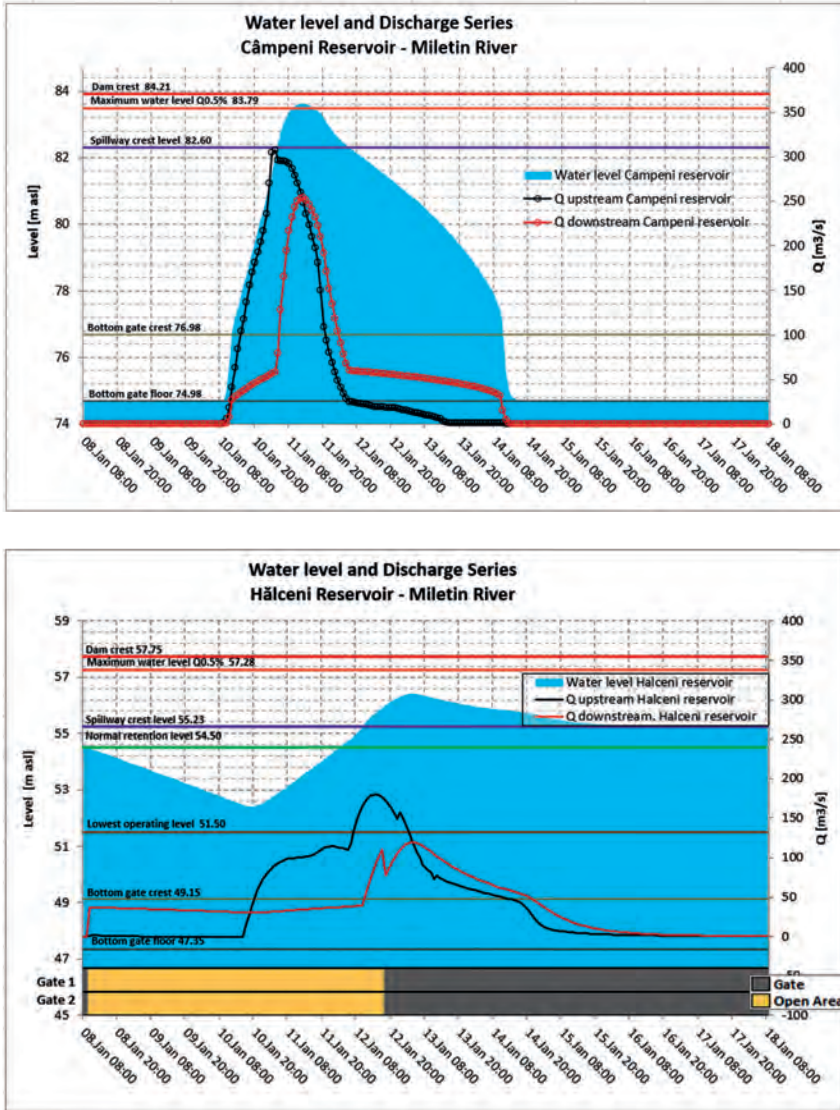 Water level and Discharge Series
Câmpeni Reservoir - Miletin River
84
82
80
78
76
74
Level [m asl]
Dam crest 84.21
Maximum water level Q0.5% 83.79
Spillway crest level 82.60
Bottom gate crest 76.98
Bottom gate floor 74.98
Water level Campeni reservoir
Q upstream Campeni reservoir
Q downstream Campeni reservoir
400
350
300
250
200
150
100
50
0
Q [m3/s]
08.Jan 08:00
08.Jan 20:00
09.Jan 08:00
09.Jan 20:00
10.Jan 08:00
10.Jan 20:00
11.Jan 08:00
11.Jan 20:00
12.Jan 08:00
12.Jan 20:00
13.Jan 08:00
13.Jan 20:00
14.Jan 08:00
14.Jan 20:00
15.Jan 08:00
15.Jan 20:00
16.Jan 08:00
16.Jan 20:00
17.Jan 08:00
17.Jan 20:00
18.Jan 08:00
Water level and Discharge Series
Hălceni Reservoir - Miletin River
59
57
55
53
51
49
47
45
Level [m asl]
Dam crest 57.75
Maximum water level Q0.5% 57.28
Spillway crest level 55.23
Normal retention level 54.50
Lowest operating level 51.50
Bottom gate crest 49.15
Bottom gate floor 47.35
Water level Halceni reservoir
Q upstream Halceni reservoir
Q downstream. Halceni reservoir
400
350
300
250
200
150
100
50
0
-100
Q [m3/s]
Gate 1
Gate 2
Gate
Open Area
08.Jan 08:00
08.Jan 20:00
09.Jan 08:00
09.Jan 20:00
10.Jan 08:00
10.Jan 20:00
11.Jan 08:00
11.Jan 20:00
12.Jan 08:00
12.Jan 20:00
13.Jan 08:00
13.Jan 20:00
14.Jan 08:00
14.Jan 20:00
15.Jan 08:00
15.Jan 20:00
16.Jan 08:00
16.Jan 20:00
17.Jan 08:00
17.Jan 20:00
18.Jan 08:00